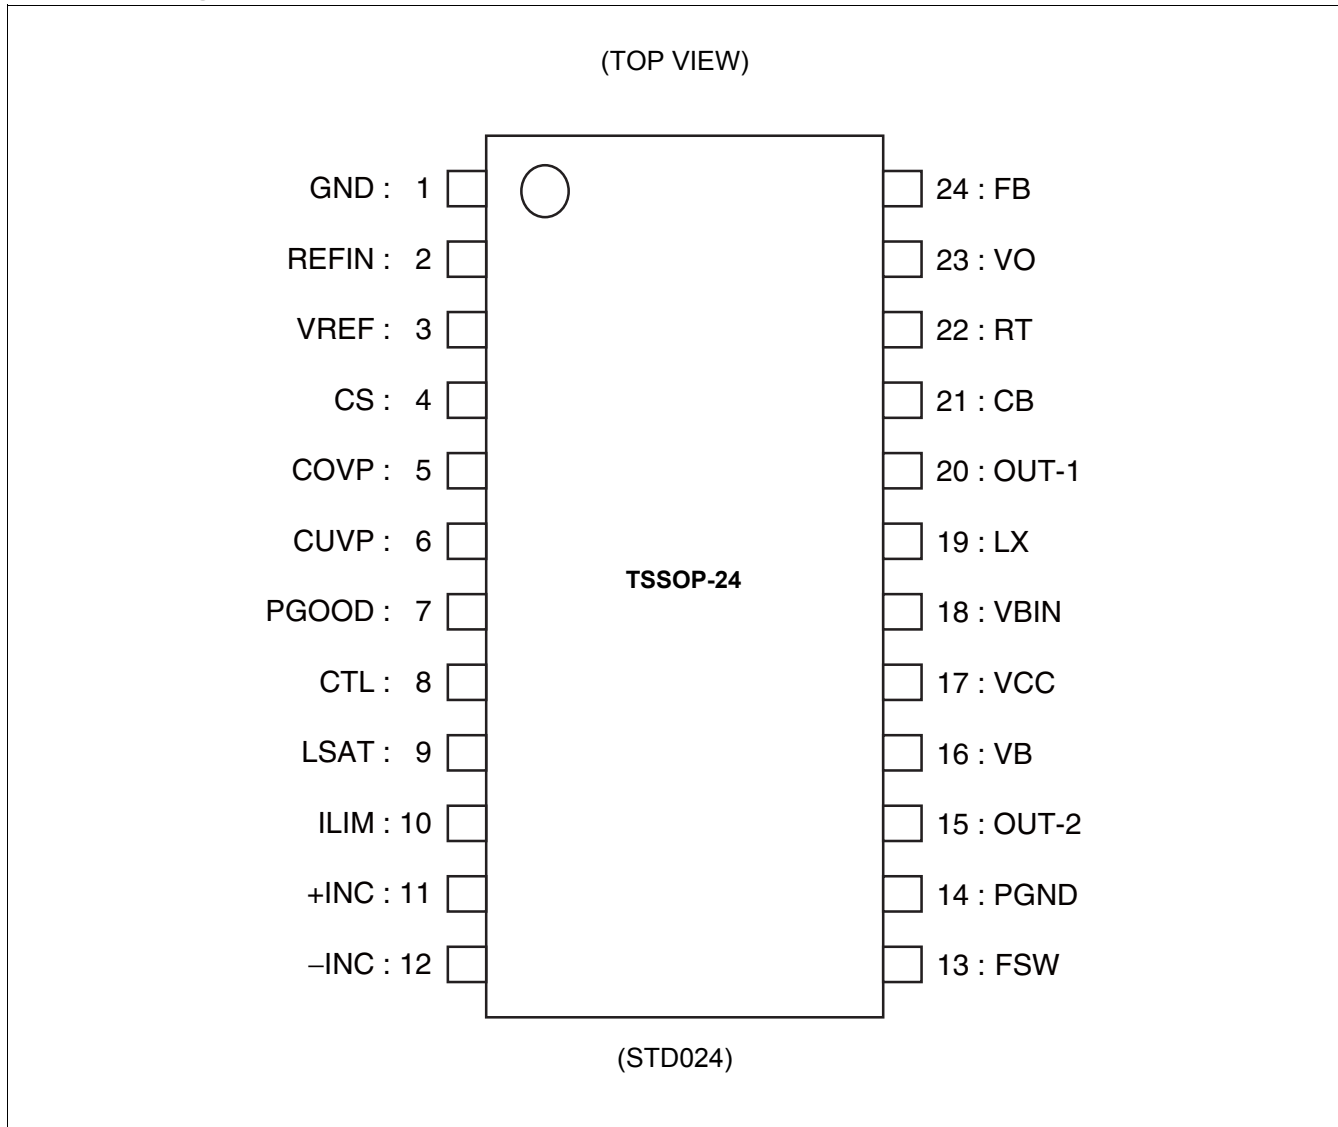 (TOP VIEW)
GND : 1
24 : FB
REFIN : 2
23 : VO
VREF : 3
22 : RT
CS : 4
21 : CB
COVP : 5
20 : OUT-1
CUVP : 6
19 : LX
TSSOP-24
PGOOD : 7
18 : VBIN
CTL : 8
17 : VCC
LSAT : 9
16 : VB
ILIM : 10
15 : OUT-2
+INC : 11
14 : PGND
−INC : 12
13 : FSW
(STD024)